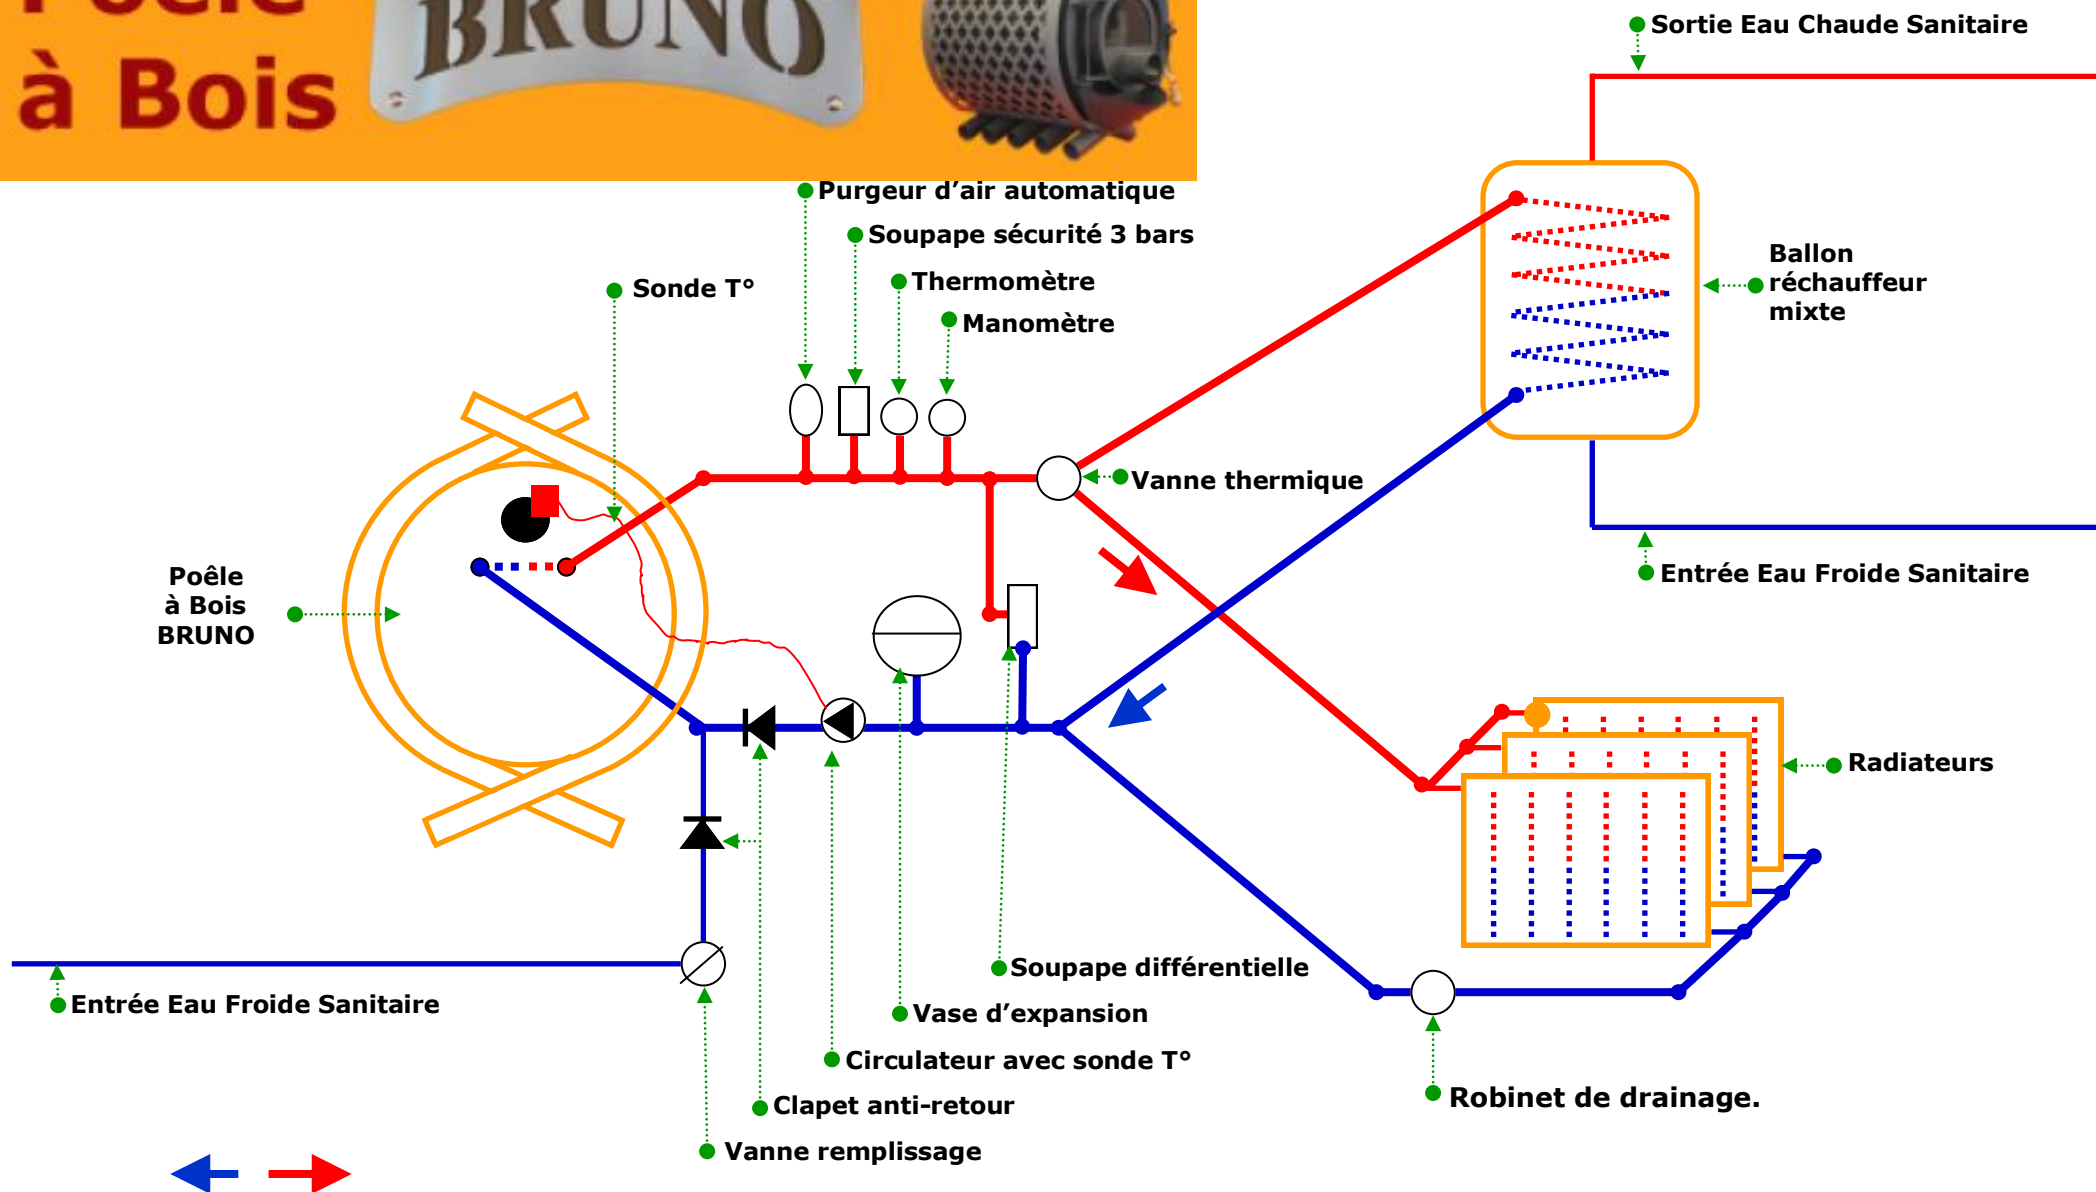 Poêle
à Bois
BRUNO
Sortie Eau Chaude Sanitaire
Purgeur d'air automatique
Soupape sécurité 3 bars
Thermomètre
Manomètre
Sonde T°
Ballon
réchauffeur
mixte
Vanne thermique
Entrée Eau Froide Sanitaire
Poêle
à Bois
BRUNO
Radiateurs
Soupape différentielle
Entrée Eau Froide Sanitaire
Vase d'expansion
Circulateur avec sonde T°
Clapet anti-retour
Robinet de drainage.
Vanne remplissage